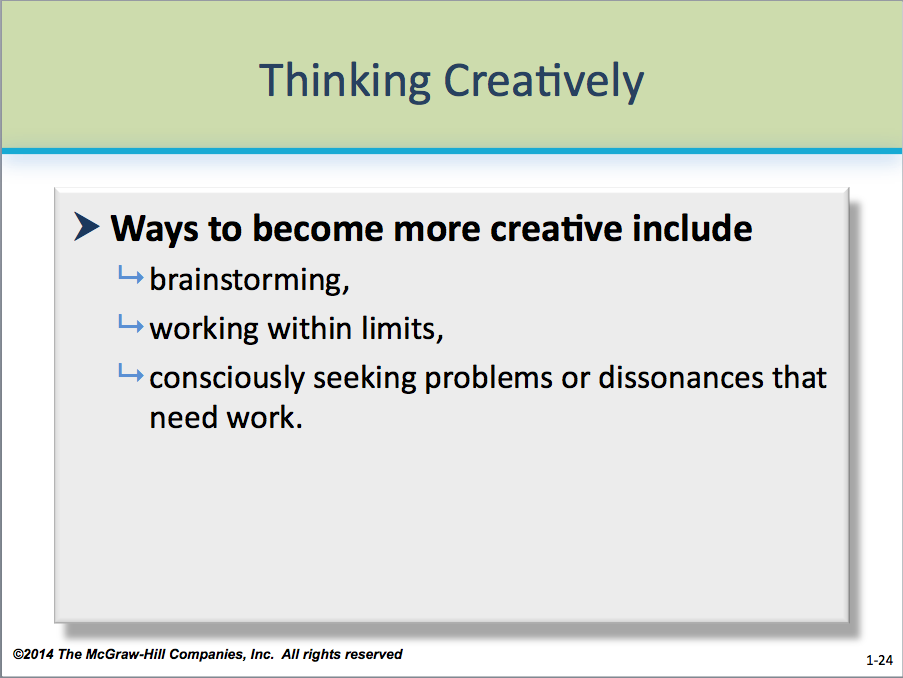 Thinking Creatively
Ways to become more creative include
brainstorming,
working within limits,
consciously seeking problems or dissonances that
need work.
©2014 The McGraw-Hill Companies, Inc.  All rights reserved
1-24